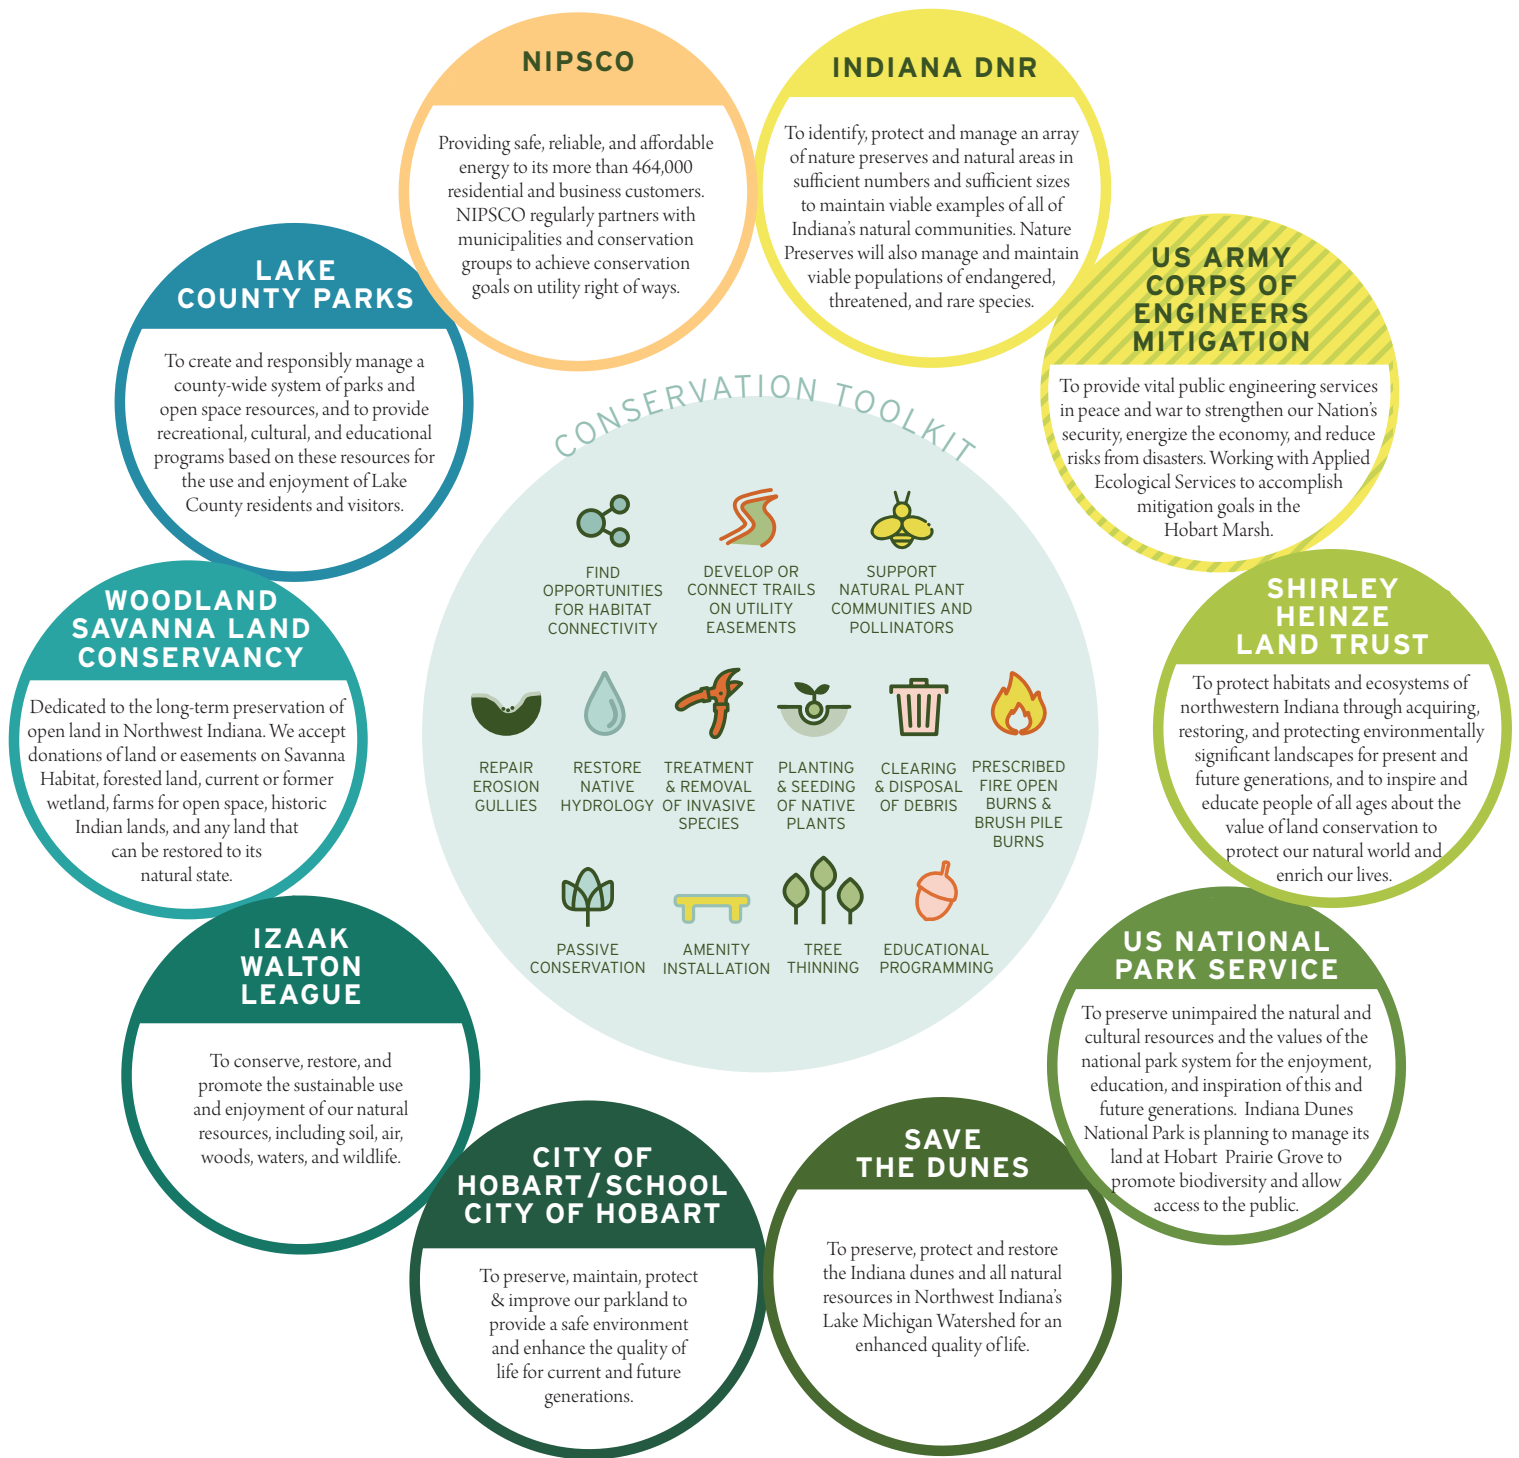 NIPSCO
Providing safe, reliable, and affordable
energy to its more than 464,000
residential and business customers.
NIPSCO regularly partners with
municipalities and conservation
groups to achieve conservation
goals on utility right of ways.
INDIANA DNR
To identify, protect and manage an array
of nature preserves and natural areas in
sufficient numbers and sufficient sizes
to maintain viable examples of all of
Indiana's natural communities. Nature
Preserves will also manage and maintain
viable populations of endangered,
threatened, and rare species.
US ARMY
CORPS OF
ENGINEERS
MITIGATION
To provide vital public engineering services
in peace and war to strengthen our Nation's
security, energize the economy, and reduce
risks from disasters. Working with Applied
Ecological Services to accomplish
mitigation goals in the
Hobart Marsh.
SHIRLEY
HEINZE
LAND TRUST
To protect habitats and ecosystems of
northwestern Indiana through acquiring,
restoring, and protecting environmentally
significant landscapes for present and
future generations, and to inspire and
educate people of all ages about the
value of land conservation to
protect our natural world and
enrich our lives.
US NATIONAL
PARK SERVICE
To preserve unimpaired the natural and
cultural resources and the values of the
national park system for the enjoyment,
education, and inspiration of this and
future generations. Indiana Dunes
National Park is planning to manage its
land at Hobart Prairie Grove to
promote biodiversity and allow
access to the public.
SAVE
THE DUNES
To preserve, protect and restore
the Indiana dunes and all natural
resources in Northwest Indiana's
Lake Michigan Watershed for an
enhanced quality of life.
CITY OF
HOBART/SCHOOL
CITY OF HOBART
To preserve, maintain, protect
& improve our parkland to
provide a safe environment
and enhance the quality of
life for current and future
generations.
IZAAK
WALTON
LEAGUE
To conserve, restore, and
promote the sustainable use
and enjoyment of our natural
resources, including soil, air,
woods, waters, and wildlife.
WOODLAND
SAVANNA LAND
CONSERVANCY
Dedicated to the long-term preservation of
open land in Northwest Indiana. We accept
donations of land or easements on Savanna
Habitat, forested land, current or former
wetland, farms for open space, historic
Indian lands, and any land that
can be restored to its
natural state.
LAKE
COUNTY PARKS
To create and responsibly manage a
county-wide system of parks and
open space resources, and to provide
recreational, cultural, and educational
programs based on these resources for
the use and enjoyment of Lake
County residents and visitors.
CONSERVATION TOOLKIT
FIND
OPPORTUNITIES
FOR HABITAT
CONNECTIVITY
DEVELOP OR
CONNECT TRAILS
ON UTILITY
EASEMENTS
SUPPORT
NATURAL PLANT
COMMUNITIES AND
POLLINATORS
REPAIR
EROSION
GULLIES
RESTORE
NATIVE
HYDROLOGY
TREATMENT
& REMOVAL
OF INVASIVE
SPECIES
PLANTING
& SEEDING
OF NATIVE
PLANTS
CLEARING
& DISPOSAL
OF DEBRIS
PRESCRIBED
FIRE OPEN
BURNS &
BRUSH PILE
BURNS
PASSIVE
CONSERVATION
AMENITY
INSTALLATION
TREE
THINNING
EDUCATIONAL
PROGRAMMING